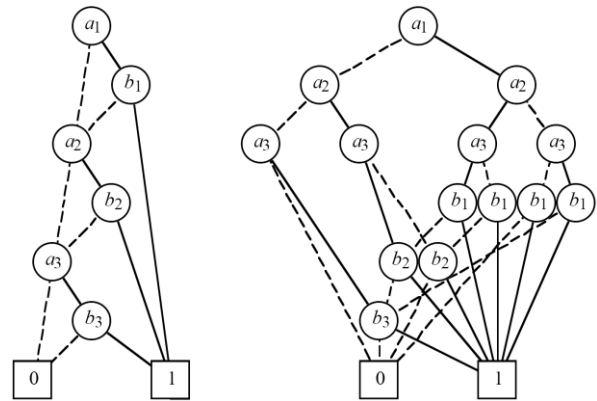 a1 a1
b1 a2 a2
a2 a3 a3 a3 a3
b2 b1 b1 b1 b1
a3 b2 b2
b3 b3
0 1 0 1